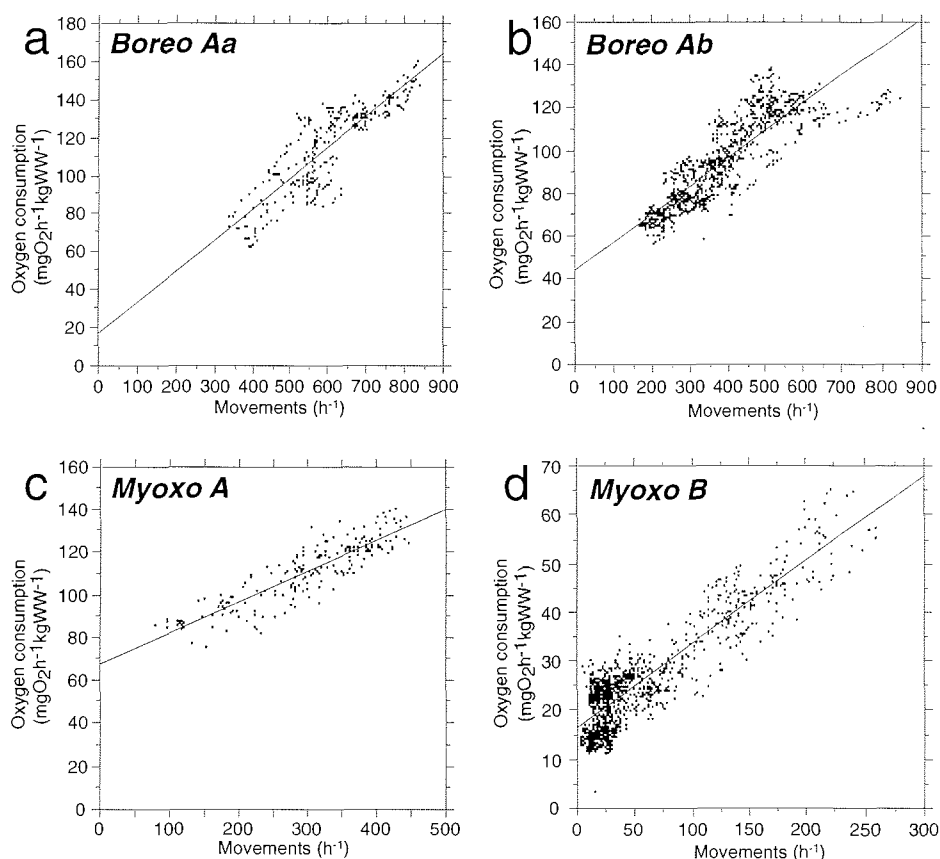 a
Boreo Aa
Oxygen consumption
(mgO2h-1kgWW-1)
180
160
140
120
100
80
60
40
20
0
0 100 200 300 400 500 600 700 800 900
Movements (h-1)
b
Boreo Ab
Oxygen consumption
(mgO2h-1kgWW-1)
160
140
120
100
80
60
40
20
0
0 100 200 300 400 500 600 700 800 900
Movements (h-1)
c
Myoxo A
Oxygen consumption
(mgO2h-1kgWW-1)
160
140
120
100
80
60
40
20
0
0 50 100 150 200 250 300 350 400 450 500
Movements (h-1)
d
Myoxo B
Oxygen consumption
(mgO2h-1kgWW-1)
70
60
50
40
30
20
10
0
0 50 100 150 200 250 300
Movements (h-1)